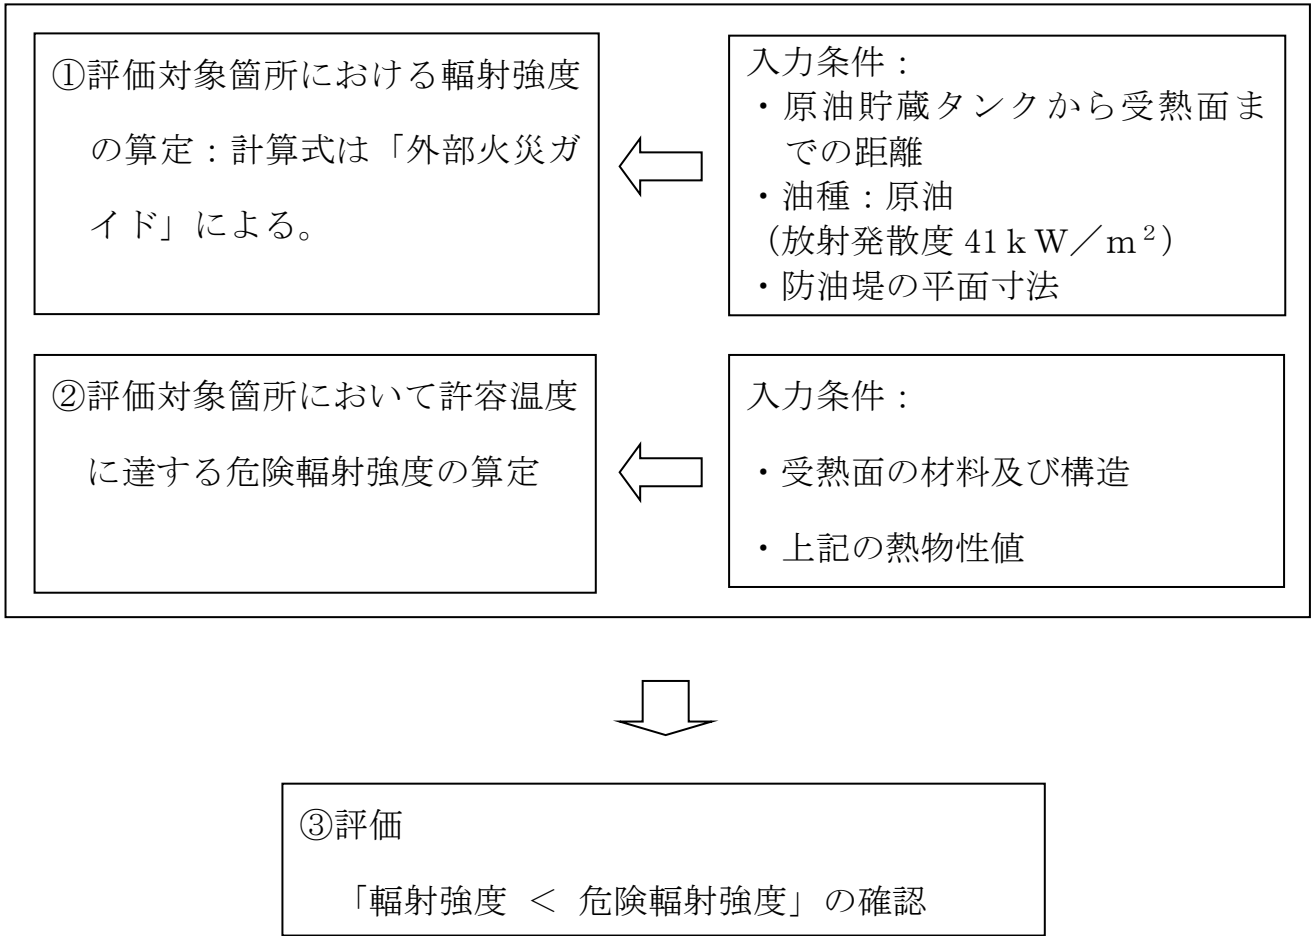 ①評価対象箇所における輻射強度
の算定：計算式は「外部火災ガ
イド」による。
入力条件：
・原油貯蔵タンクから受熱面ま
での距離
・油種：原油
（放射発散度 41ｋＷ／ｍ²）
・防油堤の平面寸法
②評価対象箇所において許容温度
に達する危険輻射強度の算定
入力条件：
・受熱面の材料及び構造
・上記の熱物性値
③評価
「輻射強度 ＜ 危険輻射強度」の確認